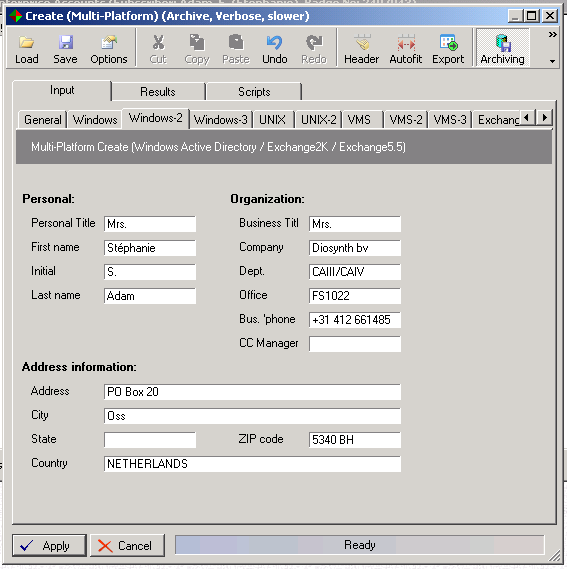 Create (Multi-Platform) (Archive, Verbose, slower)
Load Save Options Cut Copy Paste Undo Redo Header Autofit Export Archiving »
Input Results Scripts
General Windows Windows-2 Windows-3 UNIX UNIX-2 VMS VMS-2 VMS-3 Exchang
Multi-Platform Create (Windows Active Directory / Exchange2K / Exchange5.5)
Personal: Organization:
Personal Title Mrs. Business Titl Mrs.
First name Stéphanie Company Diosynth bv
Initial S. Dept. CAIII/CAIV
Last name Adam Office FS1022
Bus. 'phone +31 412 661485
CC Manager
Address information:
Address PO Box 20
City Oss
State ZIP code 5340 BH
Country NETHERLANDS
Apply Cancel Ready